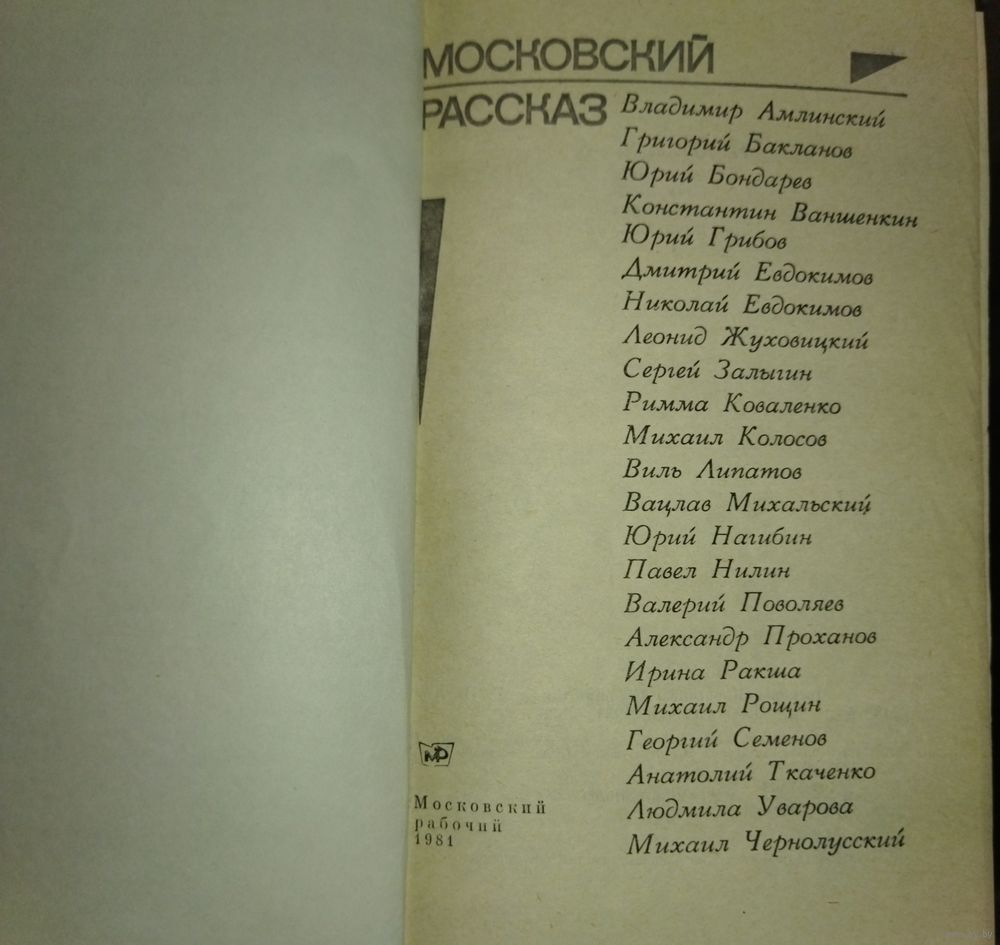 МОСКОВСКИЙ
РАССКАЗ
Владимир Амлинский
Григорий Бакланов
Юрий Бондарев
Константин Ваншенкин
Юрий Грибов
Дмитрий Евдокимов
Николай Евдокимов
Леонид Жуховицкий
Сергей Залыгин
Римма Коваленко
Михаил Колосов
Виль Липатов
Вацлав Михальский
Юрий Нагибин
Павел Нилин
Валерий Поволяев
Александр Проханов
Ирина Ракша
Михаил Рощин
Георгий Семенов
Анатолий Ткаченко
Людмила Уварова
Михаил Чернолусский
МР
Московский
рабочий
1981